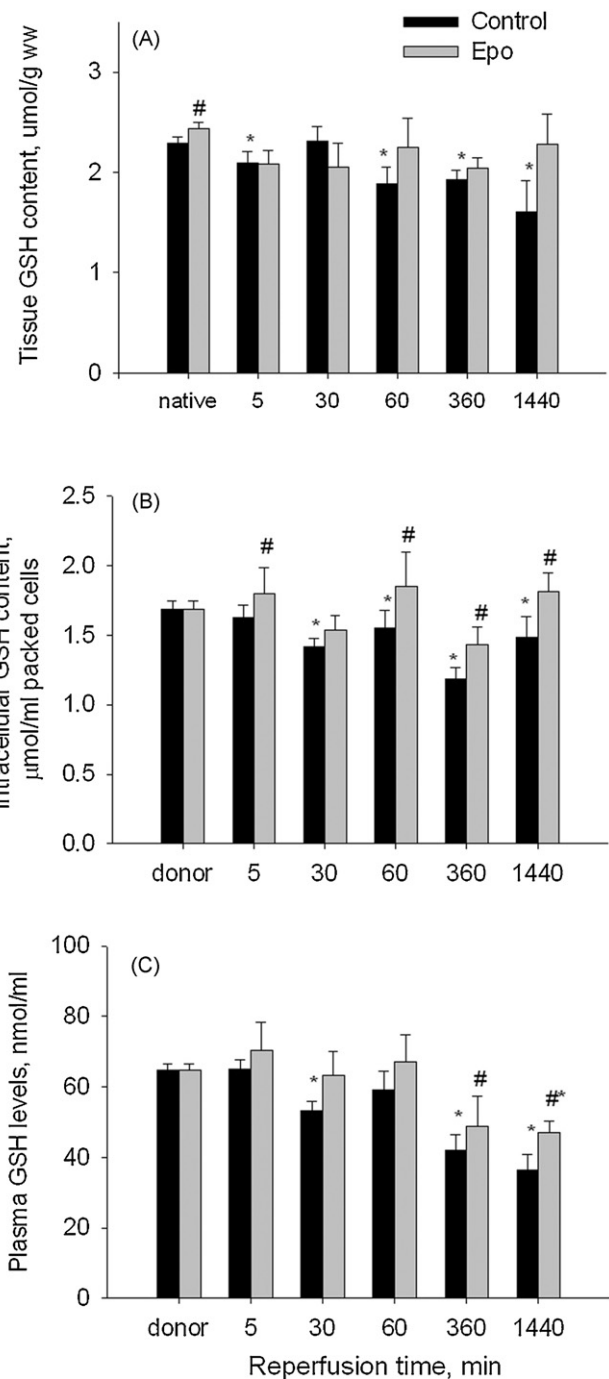 (A)
Control
Epo
Tissue GSH content, umol/g ww
3
2
1
0
#
*
*
*
*
native 5 30 60 360 1440
(B)
Intracellular GSH content,
μmol/ml packed cells
2.5
2.0
1.5
1.0
0.5
0.0
#
*
*
#
*
#
*
#
donor 5 30 60 360 1440
(C)
Plasma GSH levels, nmol/ml
100
80
60
40
20
0
*
*
#
*
#*
donor 5 30 60 360 1440
Reperfusion time, min